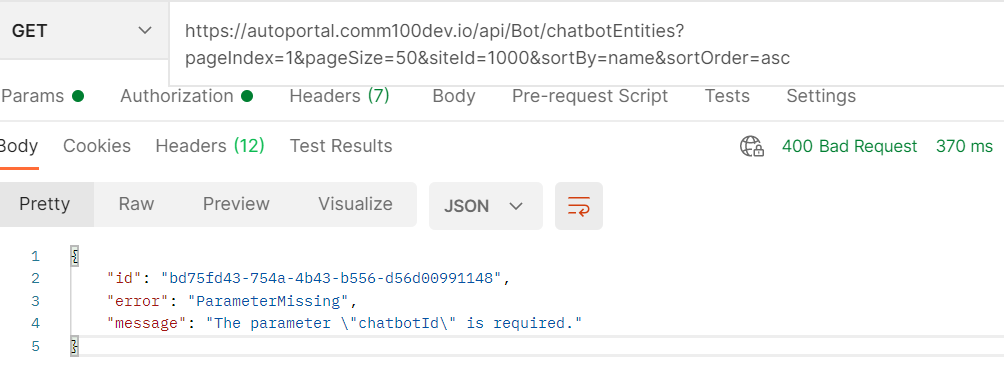 GET
https://autoportal.comm100dev.io/api/Bot/chatbotEntities?
pageIndex=1&pageSize=50&siteId=1000&sortBy=name&sortOrder=asc
Params Authorization Headers (7) Body Pre-request Script Tests Settings
Body Cookies Headers (12) Test Results 400 Bad Request 370 ms
Pretty Raw Preview Visualize JSON
1 {
2 "id": "bd75fd43-754a-4b43-b556-d56d00991148",
3 "error": "ParameterMissing",
4 "message": "The parameter \"chatbotId\" is required."
5 }